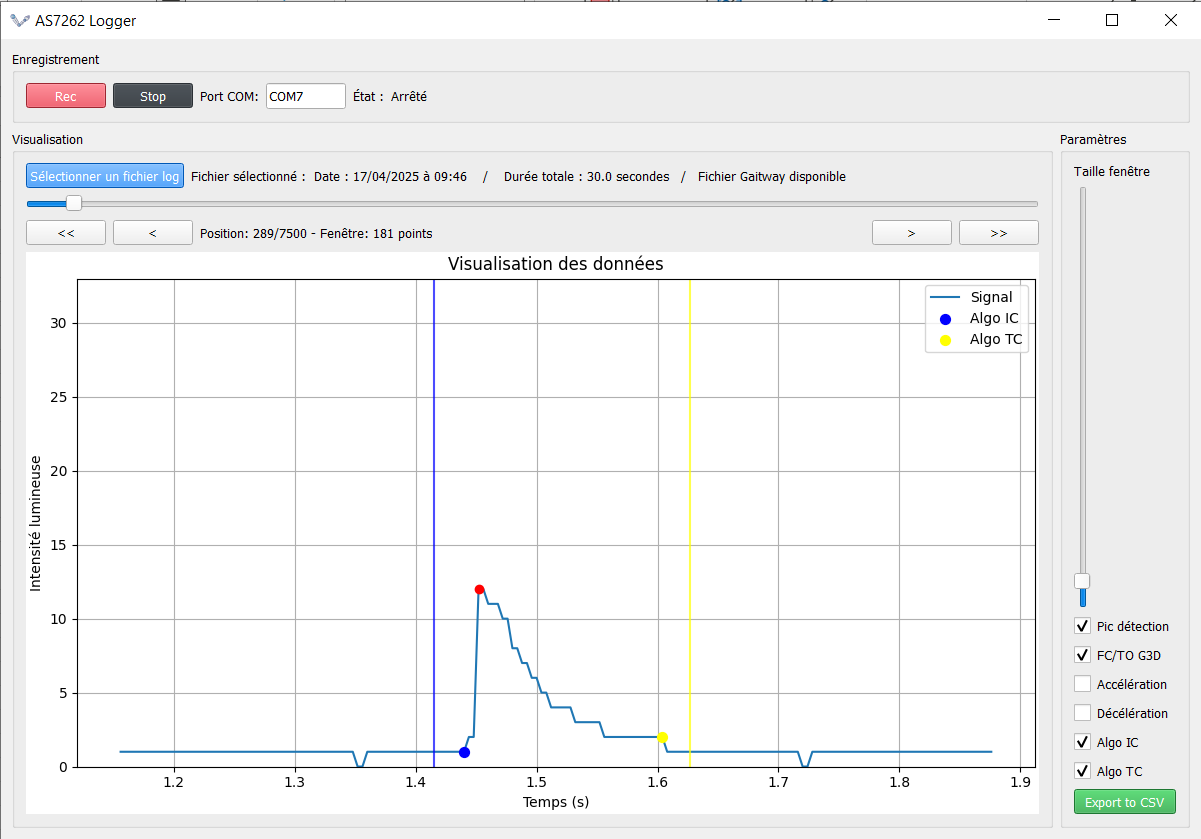 AS7262 Logger
Enregistrement
Rec Stop Port COM: COM7 État : Arrêté
Visualisation
Paramètres
Sélectionner un fichier log Fichier sélectionné : Date : 17/04/2025 à 09:46 / Durée totale : 30.0 secondes / Fichier Gaitway disponible
Taille fenêtre
<< < Position: 289/7500 - Fenêtre: 181 points > >>
Visualisation des données
Signal
Algo IC
Algo TC
Intensité lumineuse
30
25
20
15
10
5
0
1.2 1.3 1.4 1.5 1.6 1.7 1.8 1.9
Temps (s)
Pic détection
FC/TO G3D
Accélération
Décélération
Algo IC
Algo TC
Export to CSV